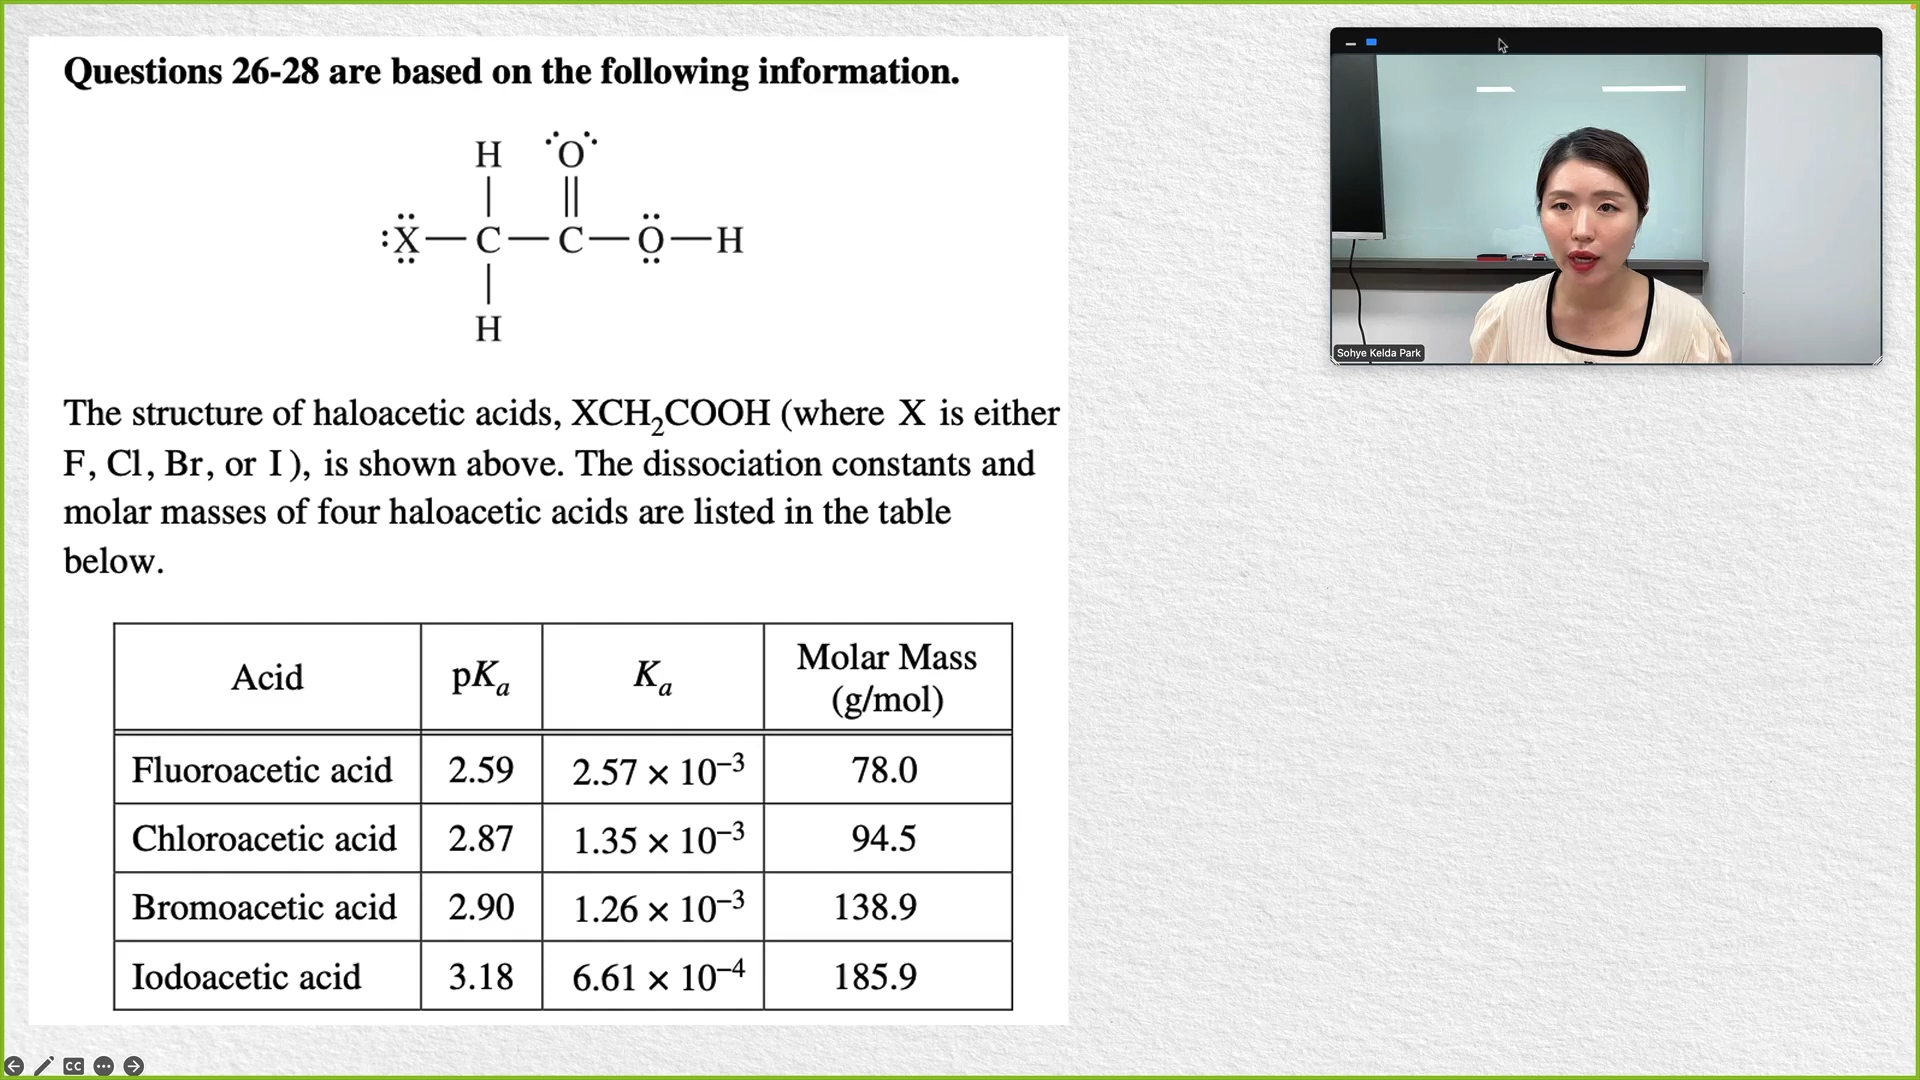 Questions 26-28 are based on the following information.
H O
X C C O H
H
The structure of haloacetic acids, XCH₂COOH (where X is either
F, Cl, Br, or I), is shown above. The dissociation constants and
molar masses of four haloacetic acids are listed in the table
below.
Acid pKₐ Kₐ Molar Mass (g/mol)
Fluoroacetic acid 2.59 2.57 × 10⁻³ 78.0
Chloroacetic acid 2.87 1.35 × 10⁻³ 94.5
Bromoacetic acid 2.90 1.26 × 10⁻³ 138.9
Iodoacetic acid 3.18 6.61 × 10⁻⁴ 185.9
Sohye Kelda Park
CC